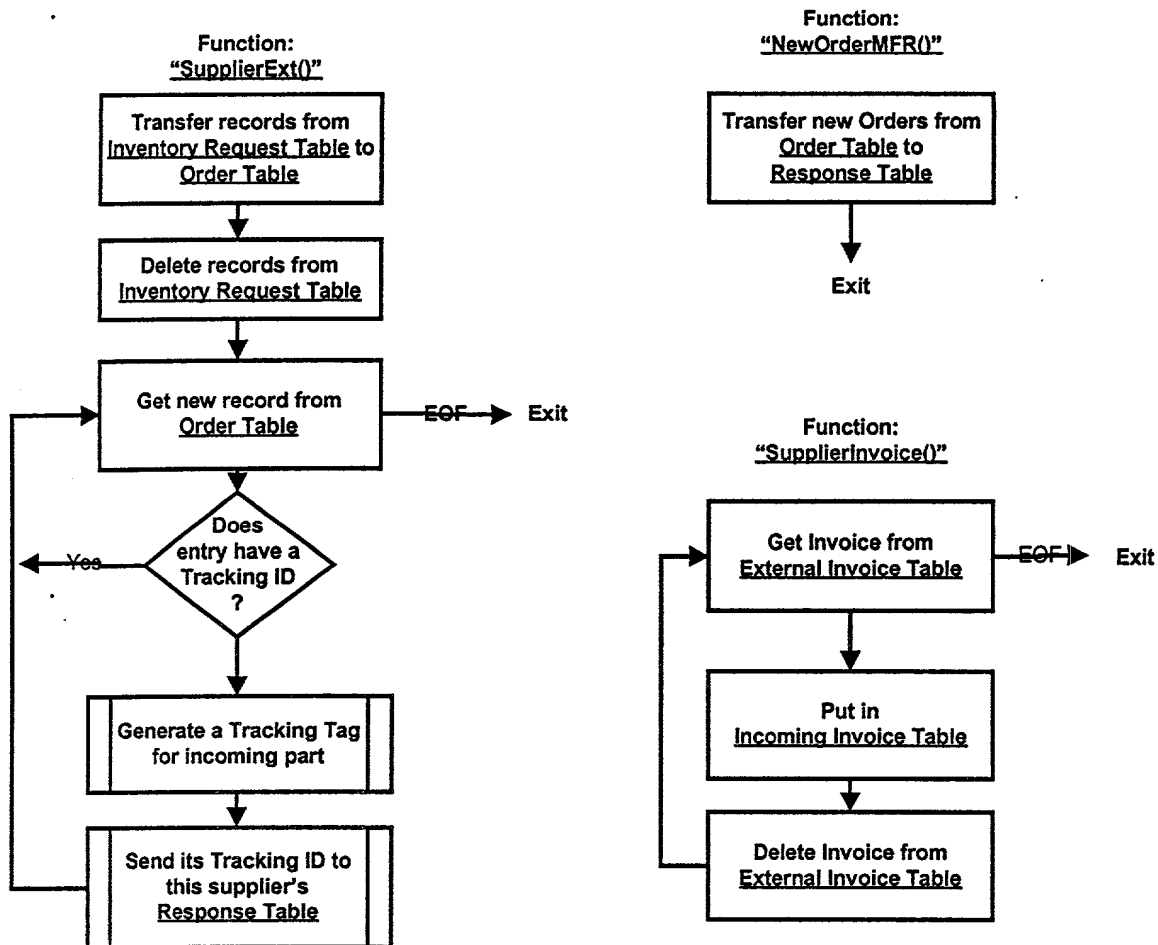 Function:
"SupplierExt()"
Transfer records from
Inventory Request Table to
Order Table
Delete records from
Inventory Request Table
Get new record from
Order Table
EOF
Exit
Does
entry have a
Tracking ID
?
Yes
Generate a Tracking Tag
for incoming part
Send its Tracking ID to
this supplier's
Response Table
Function:
"NewOrderMFR()"
Transfer new Orders from
Order Table to
Response Table
Exit
Function:
"SupplierInvoice()"
Get Invoice from
External Invoice Table
EOF
Exit
Put in
Incoming Invoice Table
Delete Invoice from
External Invoice Table